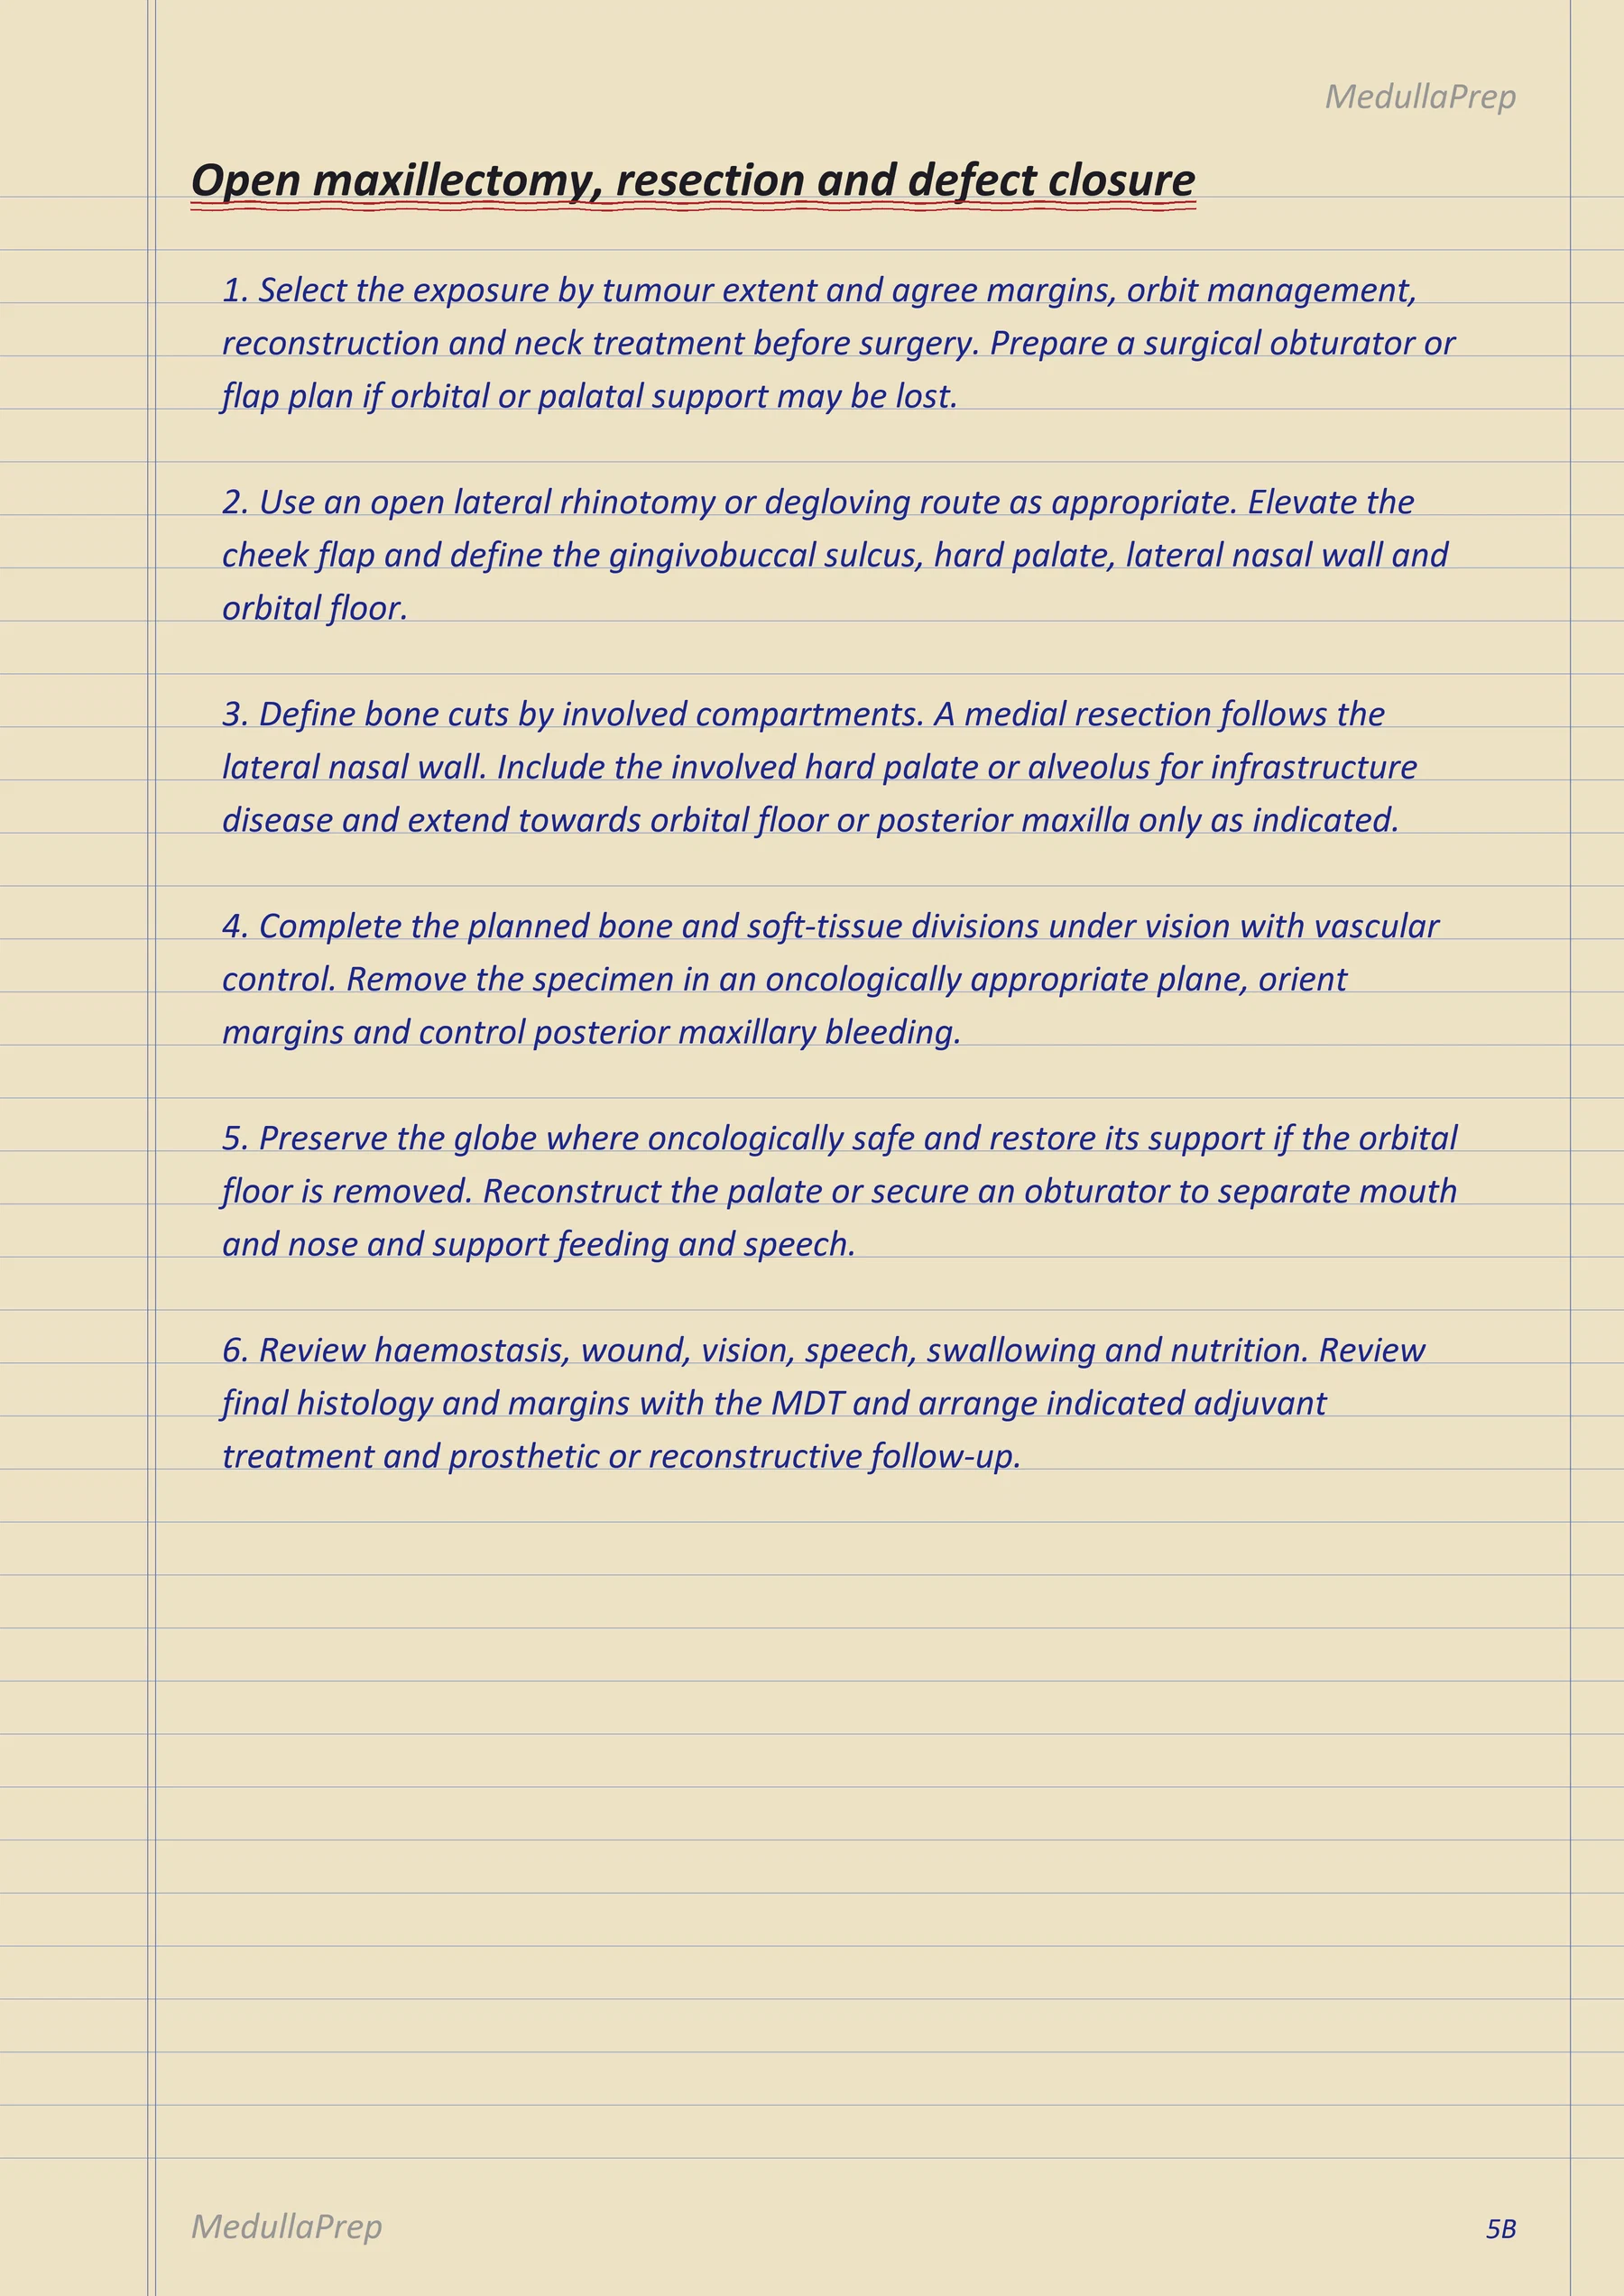 MedullaPrep
Open maxillectomy, resection and defect closure
1. Select the exposure by tumour extent and agree margins, orbit management,
reconstruction and neck treatment before surgery. Prepare a surgical obturator or
flap plan if orbital or palatal support may be lost.
2. Use an open lateral rhinotomy or degloving route as appropriate. Elevate the
cheek flap and define the gingivobuccal sulcus, hard palate, lateral nasal wall and
orbital floor.
3. Define bone cuts by involved compartments. A medial resection follows the
lateral nasal wall. Include the involved hard palate or alveolus for infrastructure
disease and extend towards orbital floor or posterior maxilla only as indicated.
4. Complete the planned bone and soft-tissue divisions under vision with vascular
control. Remove the specimen in an oncologically appropriate plane, orient
margins and control posterior maxillary bleeding.
5. Preserve the globe where oncologically safe and restore its support if the orbital
floor is removed. Reconstruct the palate or secure an obturator to separate mouth
and nose and support feeding and speech.
6. Review haemostasis, wound, vision, speech, swallowing and nutrition. Review
final histology and margins with the MDT and arrange indicated adjuvant
treatment and prosthetic or reconstructive follow-up.
MedullaPrep
5B